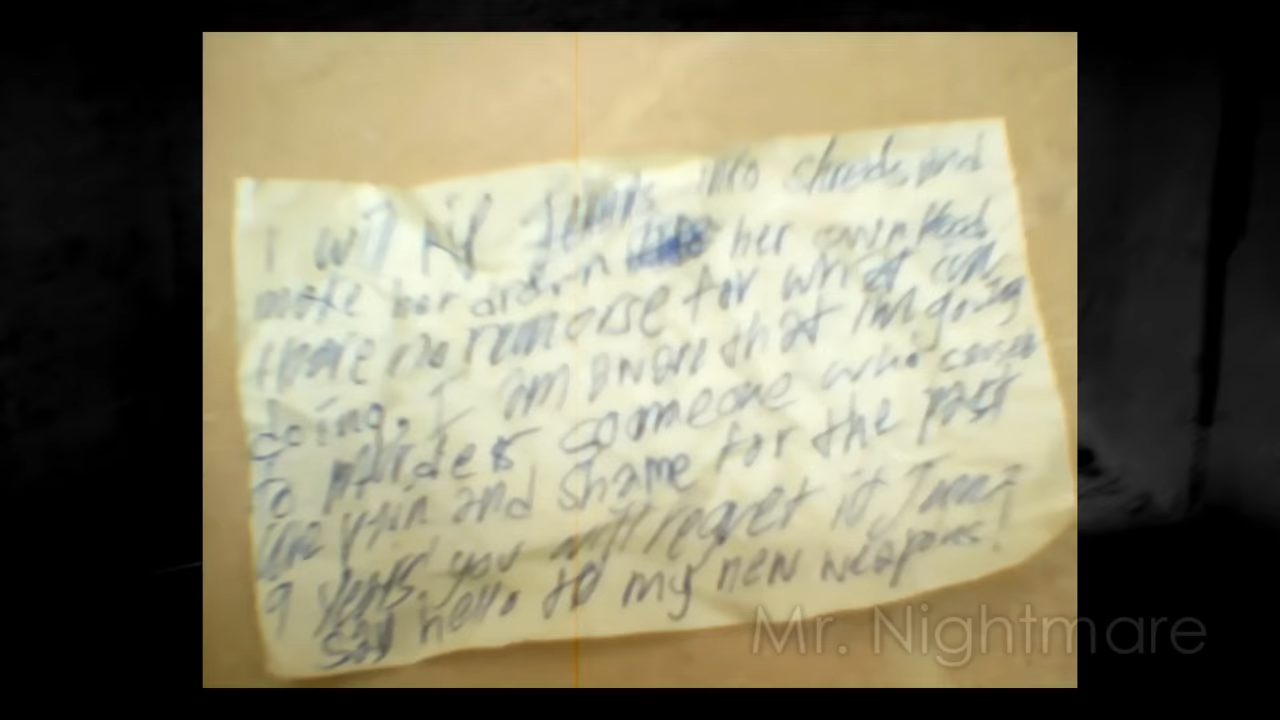 I will rip into shreds, and
make her drown her own blood
have no remorse for what
doing. I am aware that I'm going
To murder someone who
me pain and shame for the past
9 years. you will regret it
Say hello to my new weapons!
Mr. Nightmare